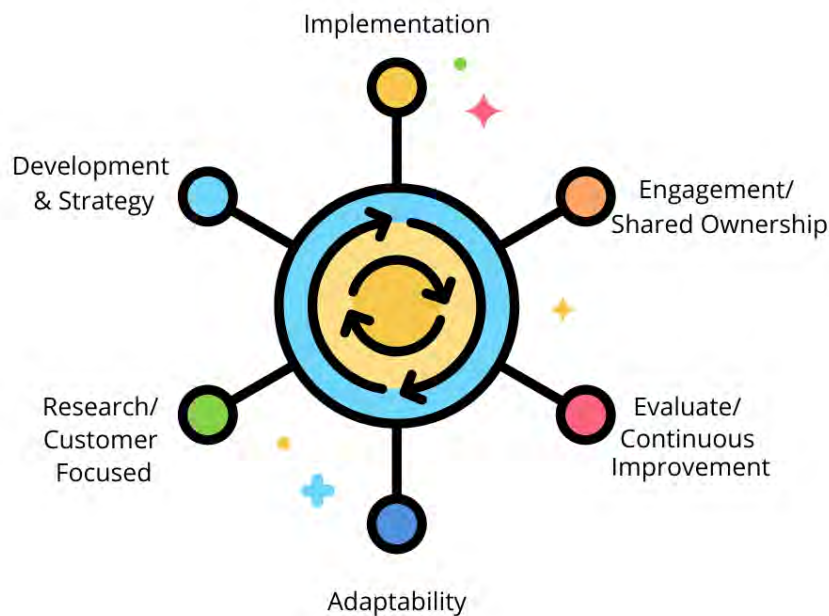 Implementation
Development
& Strategy
Engagement/
Shared Ownership
Research/
Customer
Focused
Evaluate/
Continuous
Improvement
Adaptability